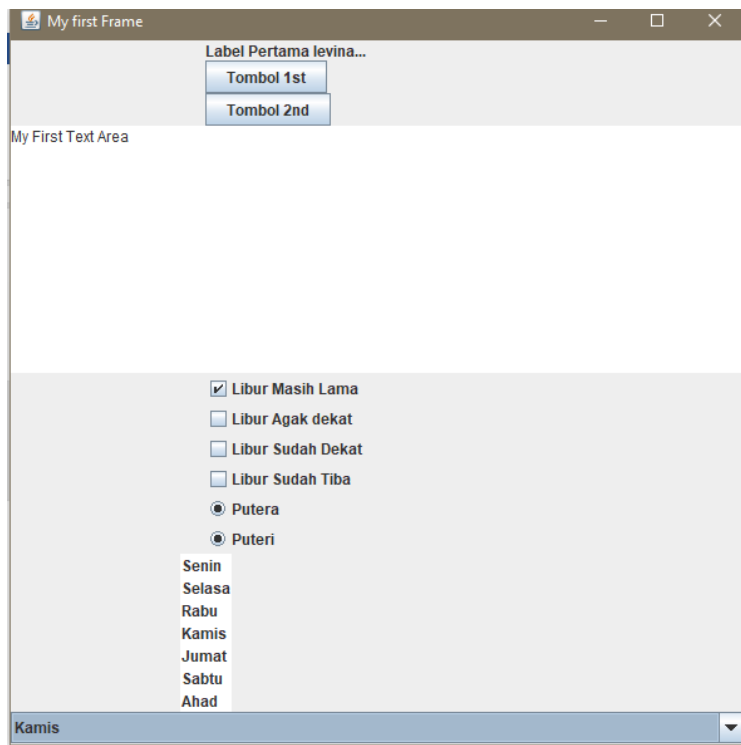 My first Frame
Label Pertama levina...
Tombol 1st
Tombol 2nd
My First Text Area
Libur Masih Lama
Libur Agak dekat
Libur Sudah Dekat
Libur Sudah Tiba
Putera
Puteri
Senin
Selasa
Rabu
Kamis
Jumat
Sabtu
Ahad
Kamis